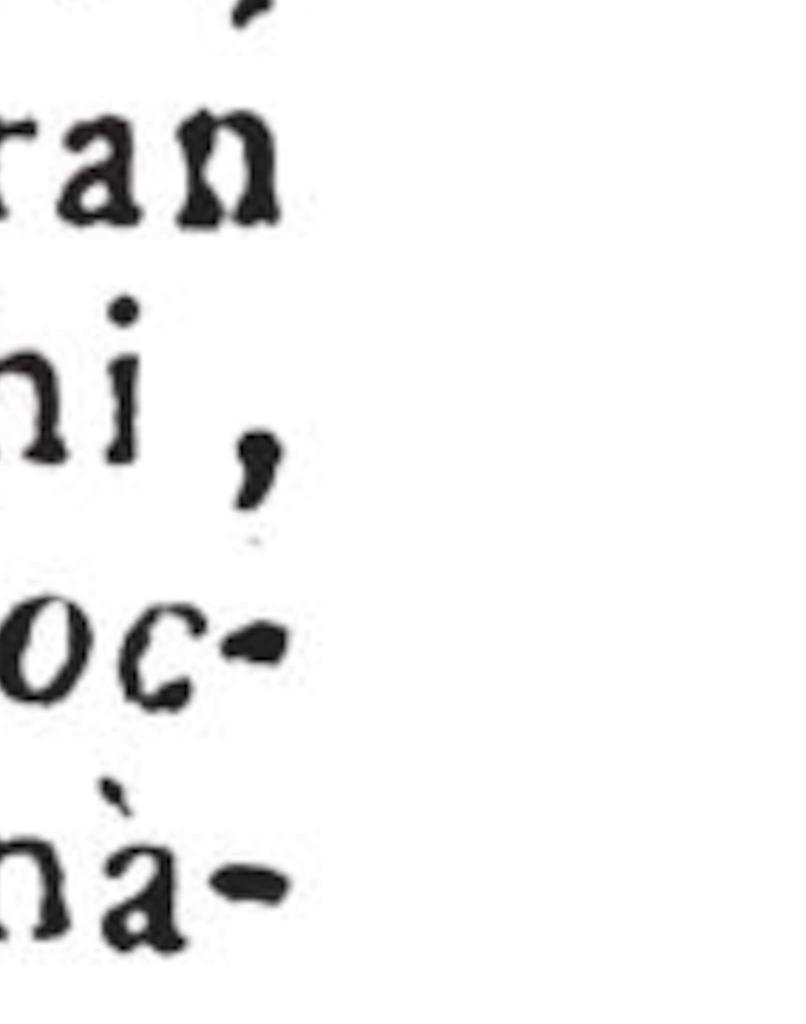 ran
ni ,
oc-
nà-